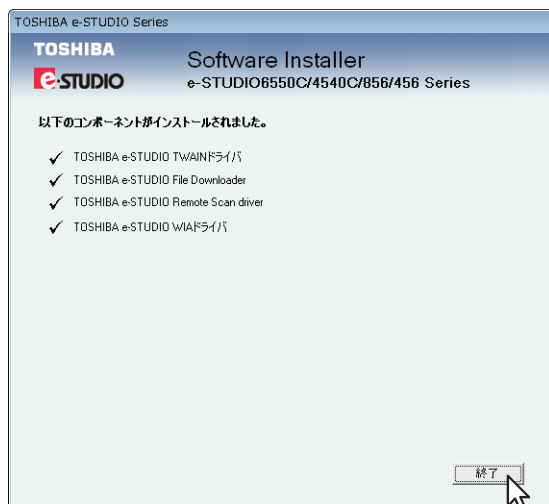 TOSHIBA e-STUDIO Series
TOSHIBA
e-STUDIO
Software Installer
e-STUDIO6550C/4540C/856/456 Series
以下のコンポーネントがインストールされました。
✓ TOSHIBA e-STUDIO TWAINドライバ
✓ TOSHIBA e-STUDIO File Downloader
✓ TOSHIBA e-STUDIO Remote Scan driver
✓ TOSHIBA e-STUDIO WIAドライバ
終了